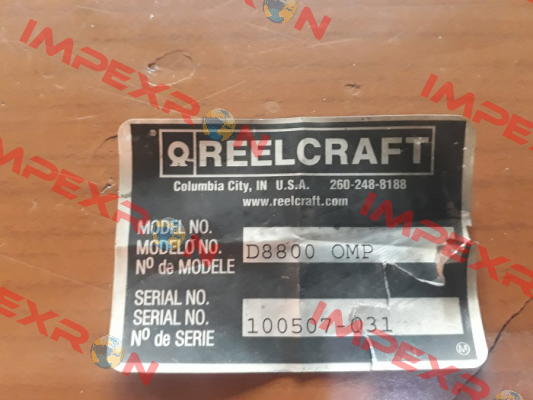 REELCRAFT
Columbia City, IN U.S.A. 260-248-8188
www.reelcraft.com
MODEL NO.
MODELO NO.
Nº de MODELE
D8800 OMP
SERIAL NO.
SERIAL NO.
Nº de SERIE
100507-031
IMPEXRON
IMPEXRON
IMPEXRON
IMPEXRON
IMPEXRON